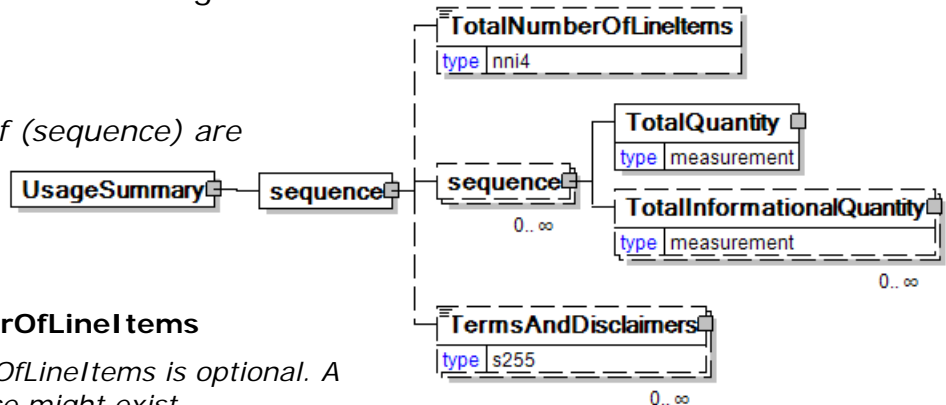 TotalNumberOfLineItems
type nni4
f (sequence) are
TotalQuantity
type measurement
UsageSummary
sequence
sequence
0.. ∞
TotalInformationalQuantity
type measurement
0.. ∞
rOfLineItems
TermsAndDisclaimers
type s255
OfLineItems is optional. A
0.. ∞